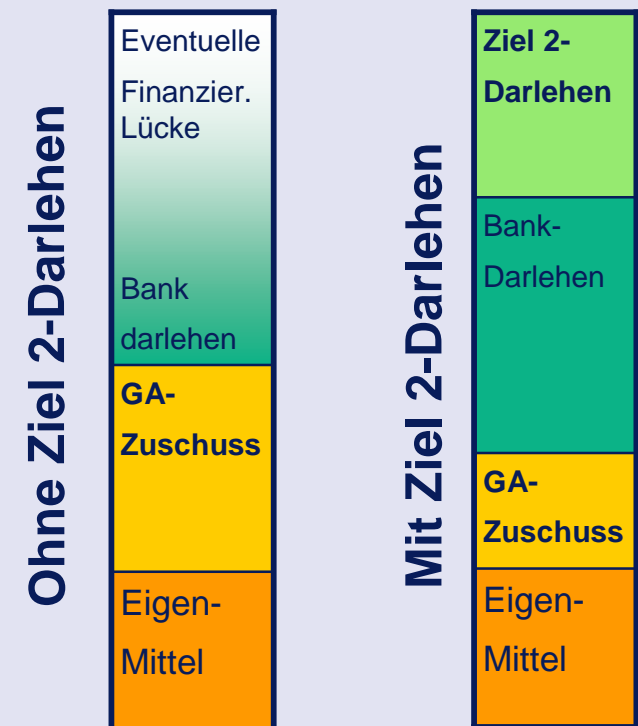 Ohne Ziel 2-Darlehen
Eventuelle
Finanzier.
Lücke
Bank
darlehen
GA-
Zuschuss
Eigen-
Mittel
Mit Ziel 2-Darlehen
Ziel 2-
Darlehen
Bank-
Darlehen
GA-
Zuschuss
Eigen-
Mittel